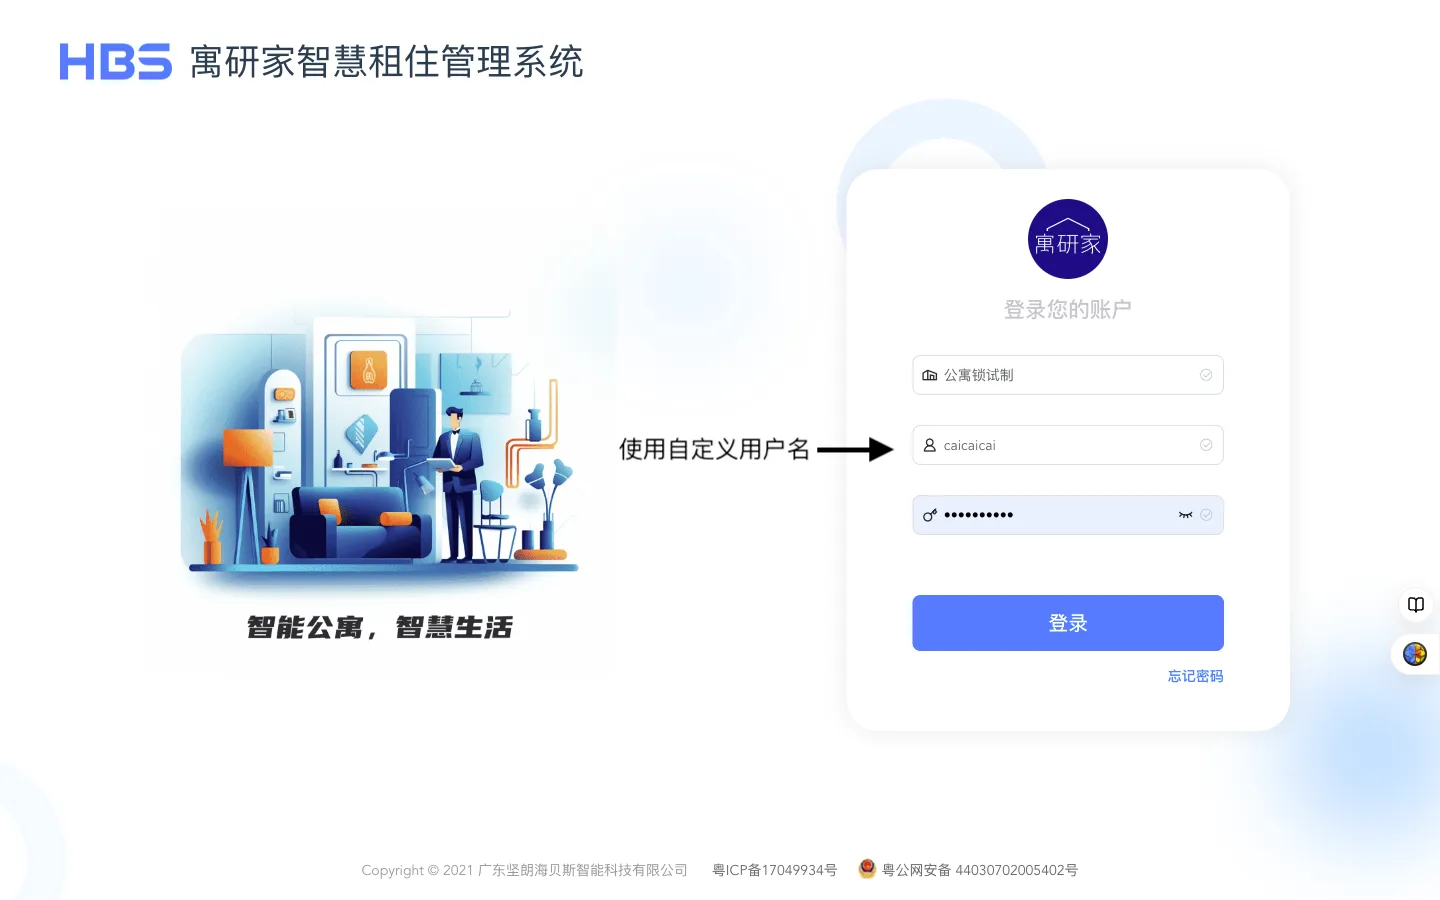 HBS 寓研家智慧租住管理系统
寓研家
登录您的账户
公寓锁试制
使用自定义用户名
caicaicai
••••••••••
登录
忘记密码
智能公寓，智慧生活
Copyright © 2021 广东坚朗海贝斯智能科技有限公司 粤ICP备17049934号 粤公网安备 44030702005402号